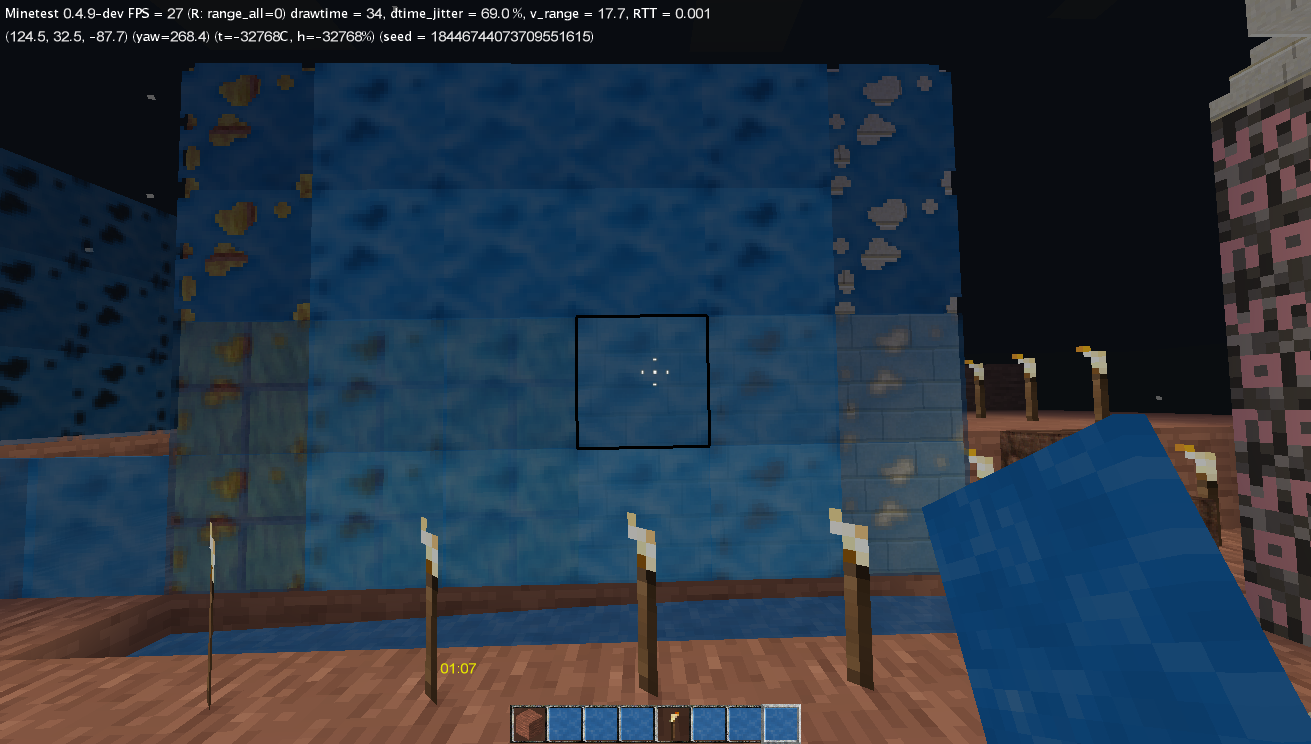 Minetest 0.4.9-dev FPS = 27 (R: range_all=0) drawtime = 34, dtime_jitter = 69.0 %, v_range = 17.7, RTT = 0.001
(124.5, 32.5, -87.7) (yaw=268.4) (t=-32768C, h=-32768%) (seed = 18446744073709551615)
01:07